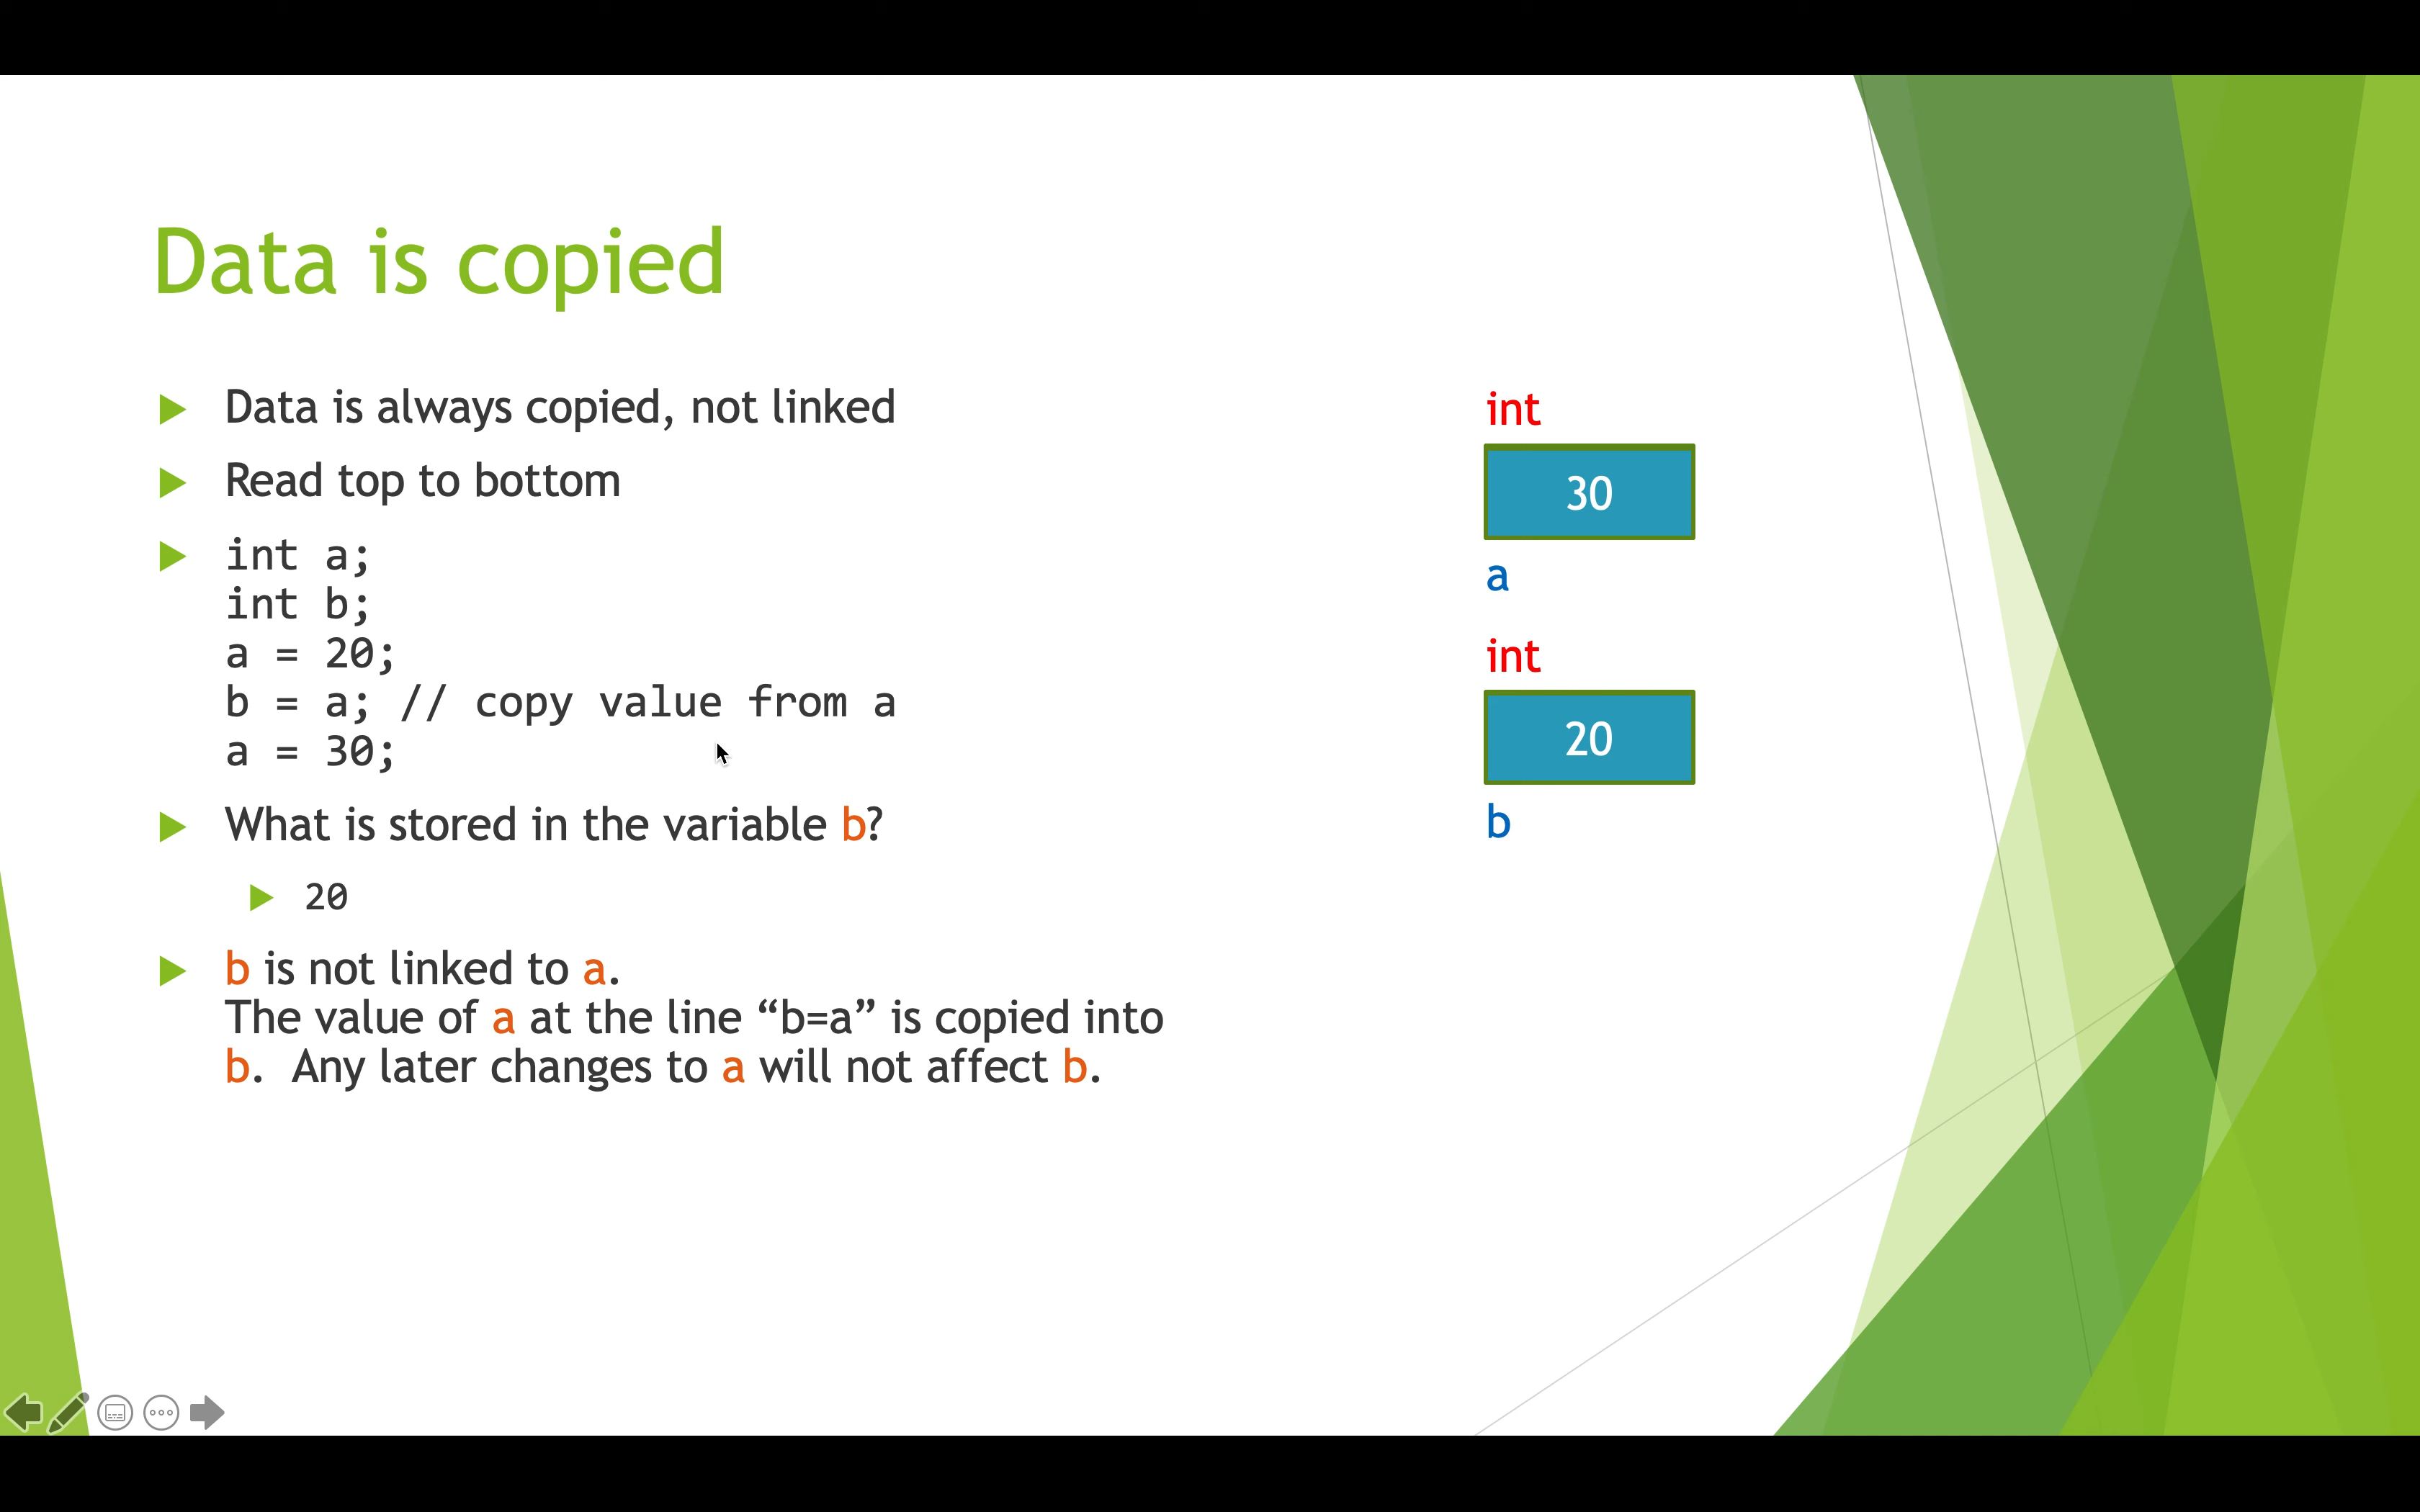 Data is copied
Data is always copied, not linked
Read top to bottom
int a;
int b;
a = 20;
b = a; // copy value from a
a = 30;
What is stored in the variable b?
20
b is not linked to a.
The value of a at the line “b=a” is copied into
b.  Any later changes to a will not affect b.
int
30
a
int
20
b